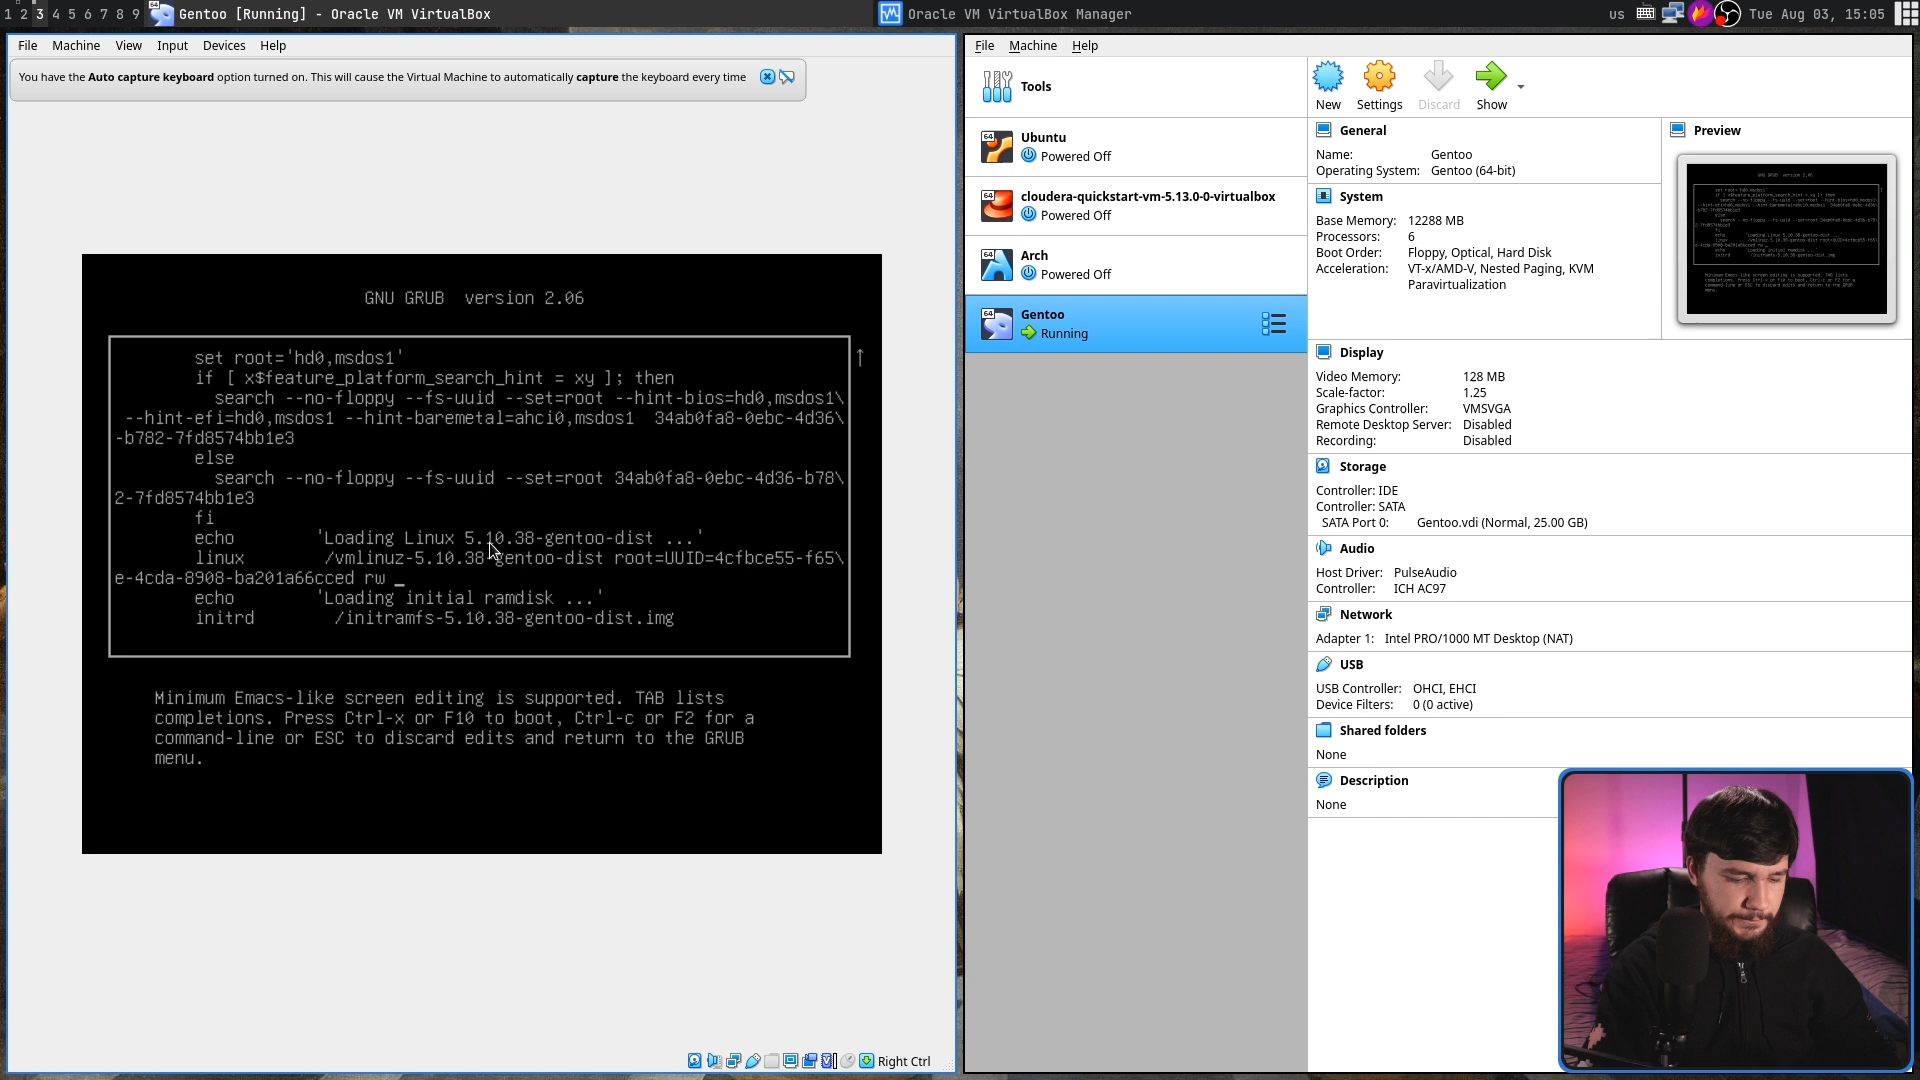 1 2 3 4 5 6 7 8 9 Gentoo [Running] - Oracle VM VirtualBox
Oracle VM VirtualBox Manager
us Tue Aug 03, 15:05
File Machine View Input Devices Help
You have the Auto capture keyboard option turned on. This will cause the Virtual Machine to automatically capture the keyboard every time
GNU GRUB version 2.06
set root='hd0,msdos1'
if [ x$feature_platform_search_hint = xy ]; then
search --no-floppy --fs-uuid --set=root --hint-bios=hd0,msdos1\
--hint-efi=hd0,msdos1 --hint-baremetal=ahci0,msdos1 34ab0fa8-0ebc-4d36\
-b782-7fd8574bb1e3
else
search --no-floppy --fs-uuid --set=root 34ab0fa8-0ebc-4d36-b78\
2-7fd8574bb1e3
fi
echo 'Loading Linux 5.10.38-gentoo-dist ...'
linux /vmlinuz-5.10.38-gentoo-dist root=UUID=4cfbce55-f65\
e-4cda-8908-ba201a66cced rw _
echo 'Loading initial ramdisk ...'
initrd /initramfs-5.10.38-gentoo-dist.img
Minimum Emacs-like screen editing is supported. TAB lists
completions. Press Ctrl-x or F10 to boot, Ctrl-c or F2 for a
command-line or ESC to discard edits and return to the GRUB
menu.
Right Ctrl
File Machine Help
Tools
64 Ubuntu
Powered Off
64 cloudera-quickstart-vm-5.13.0-0-virtualbox
Powered Off
64 Arch
Powered Off
64 Gentoo
Running
New Settings Discard Show
General
Name: Gentoo
Operating System: Gentoo (64-bit)
System
Base Memory: 12288 MB
Processors: 6
Boot Order: Floppy, Optical, Hard Disk
Acceleration: VT-x/AMD-V, Nested Paging, KVM
Paravirtualization
Preview
Display
Video Memory: 128 MB
Scale-factor: 1.25
Graphics Controller: VMSVGA
Remote Desktop Server: Disabled
Recording: Disabled
Storage
Controller: IDE
Controller: SATA
SATA Port 0: Gentoo.vdi (Normal, 25.00 GB)
Audio
Host Driver: PulseAudio
Controller: ICH AC97
Network
Adapter 1: Intel PRO/1000 MT Desktop (NAT)
USB
USB Controller: OHCI, EHCI
Device Filters: 0 (0 active)
Shared folders
None
Description
None